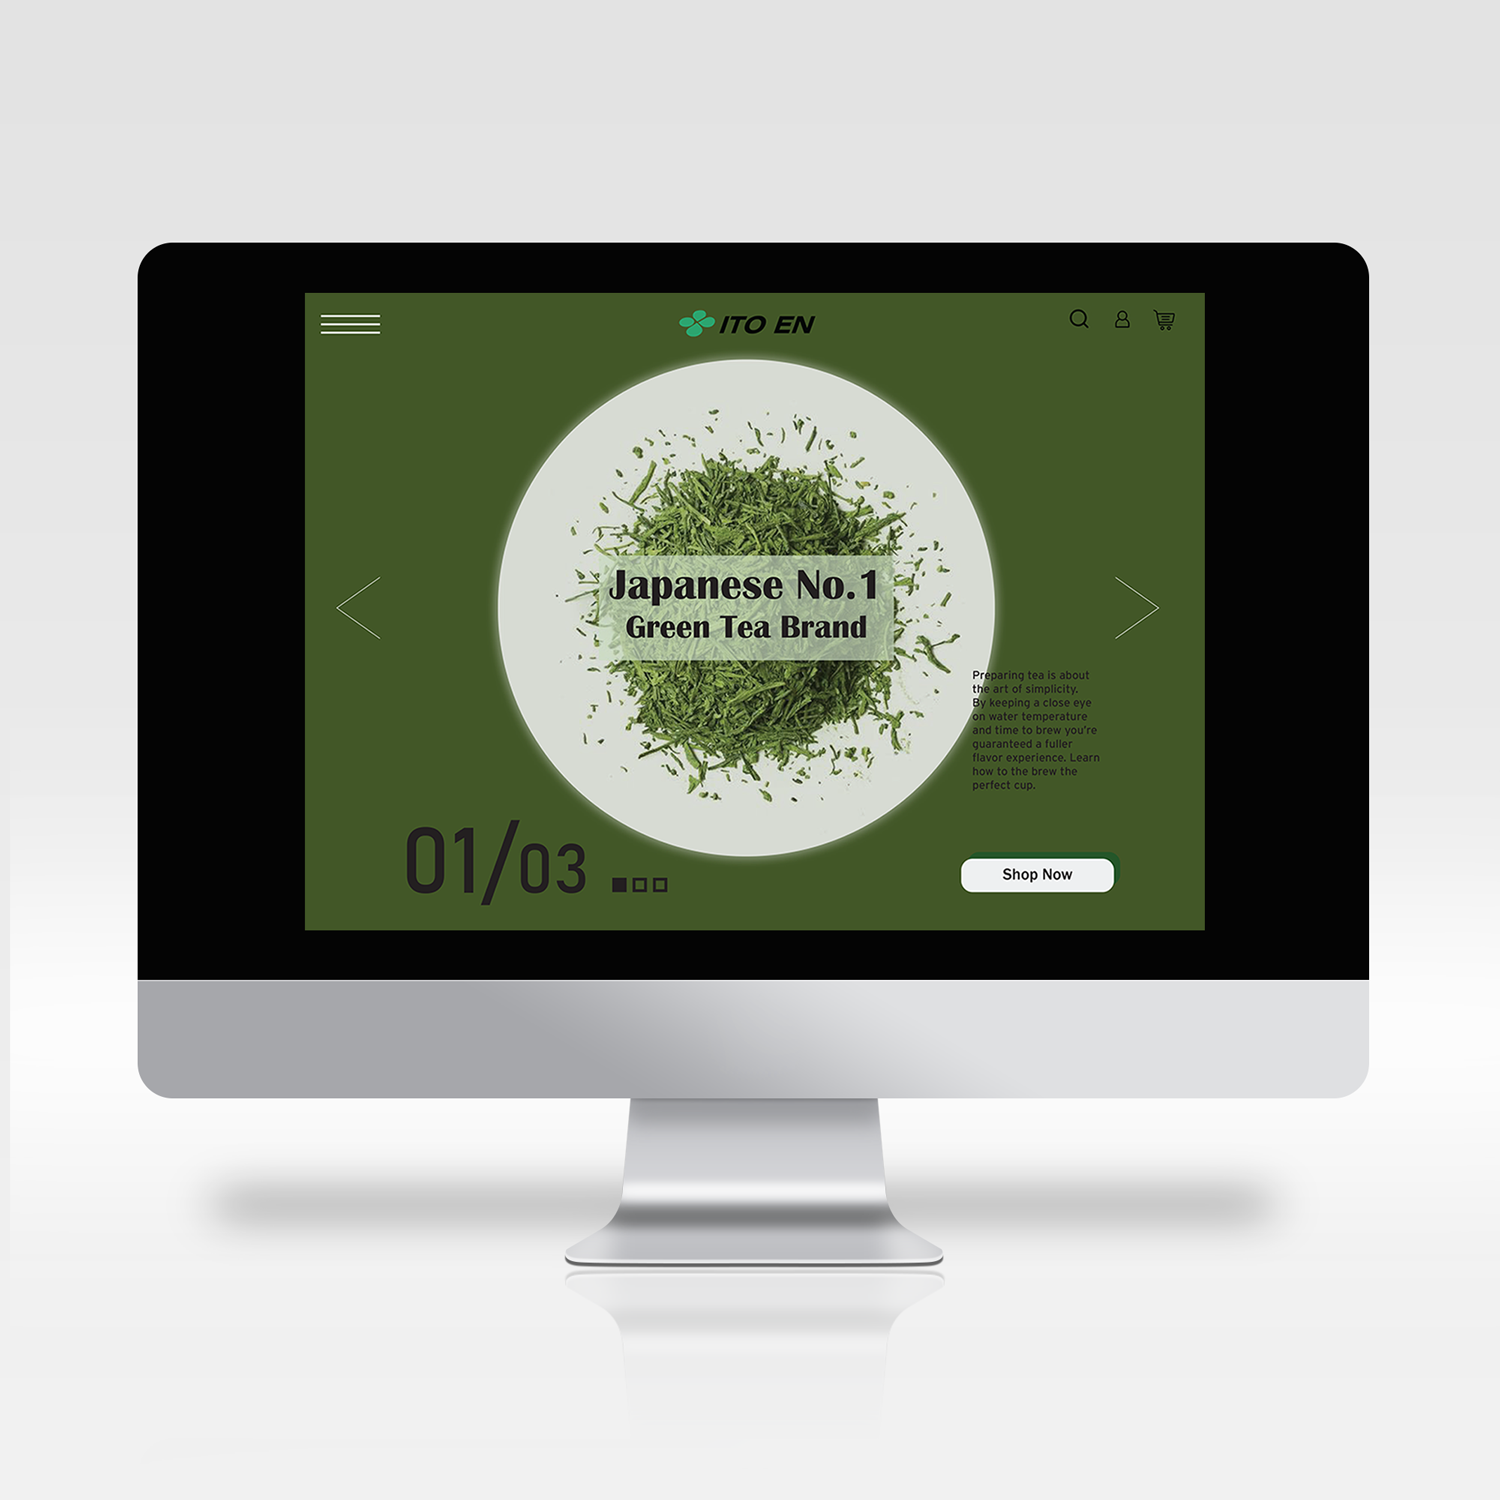 ITO EN
Japanese No.1
Green Tea Brand
Preparing tea is about
the art of simplicity.
By keeping a close eye
on water temperature
and time to brew you're
guaranteed a fuller
flavor experience. Learn
how to the brew the
perfect cup.
01/03
Shop Now